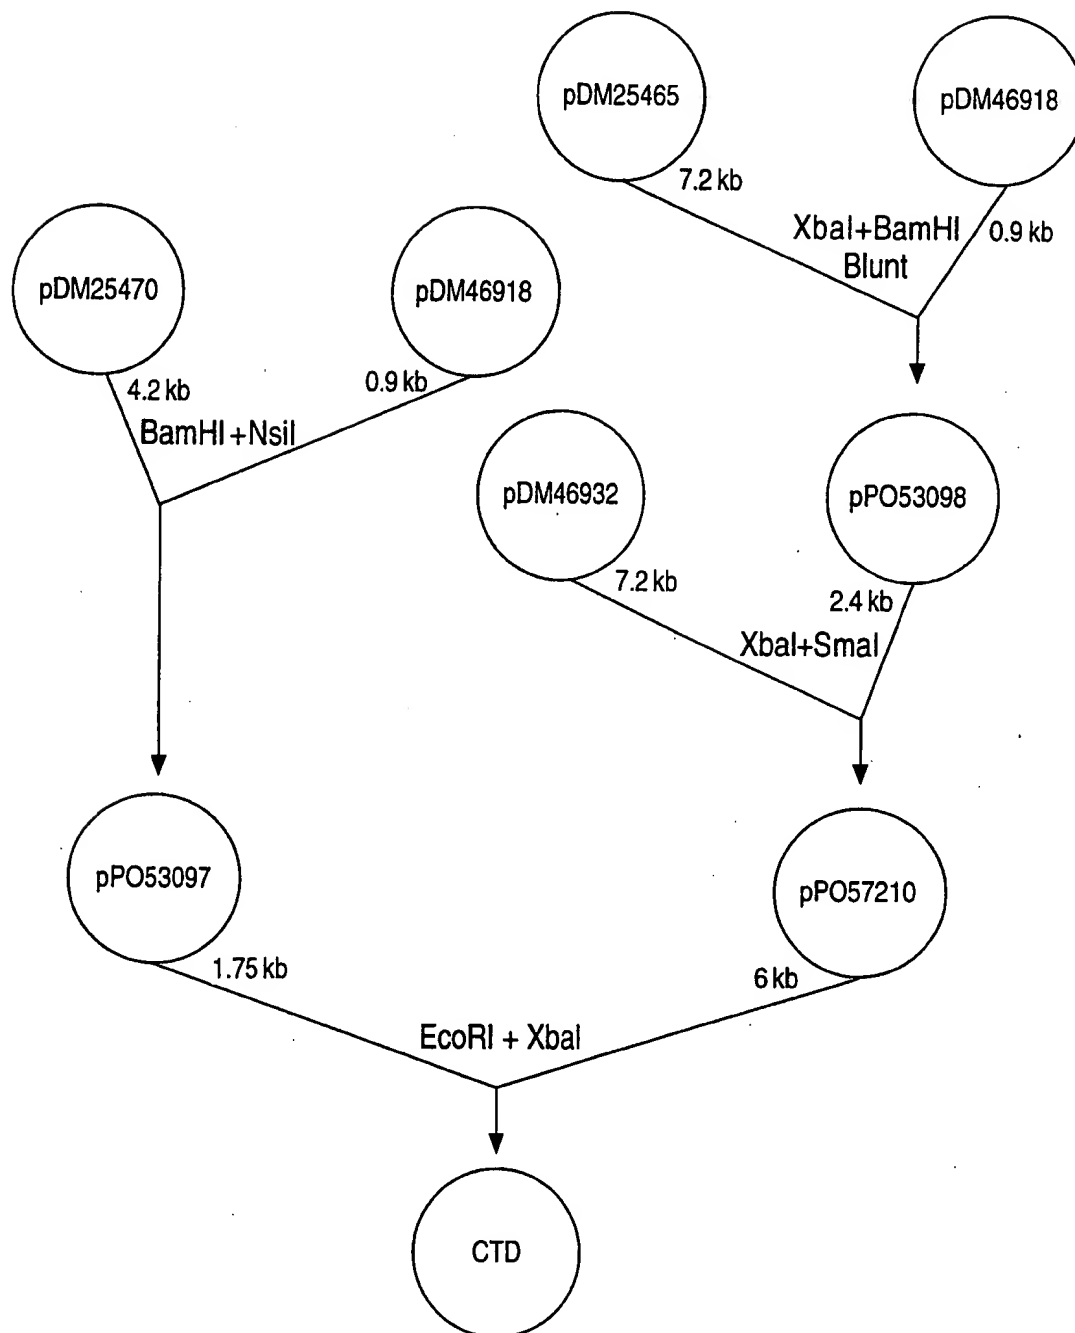 pDM25465
pDM46918
7.2 kb
XbaI+BamHI
Blunt
0.9 kb
pDM25470
pDM46918
4.2 kb
0.9 kb
BamHI+NsiI
pDM46932
pPO53098
7.2 kb
2.4 kb
XbaI+SmaI
pPO53097
pPO57210
1.75 kb
6 kb
EcoRI + XbaI
CTD